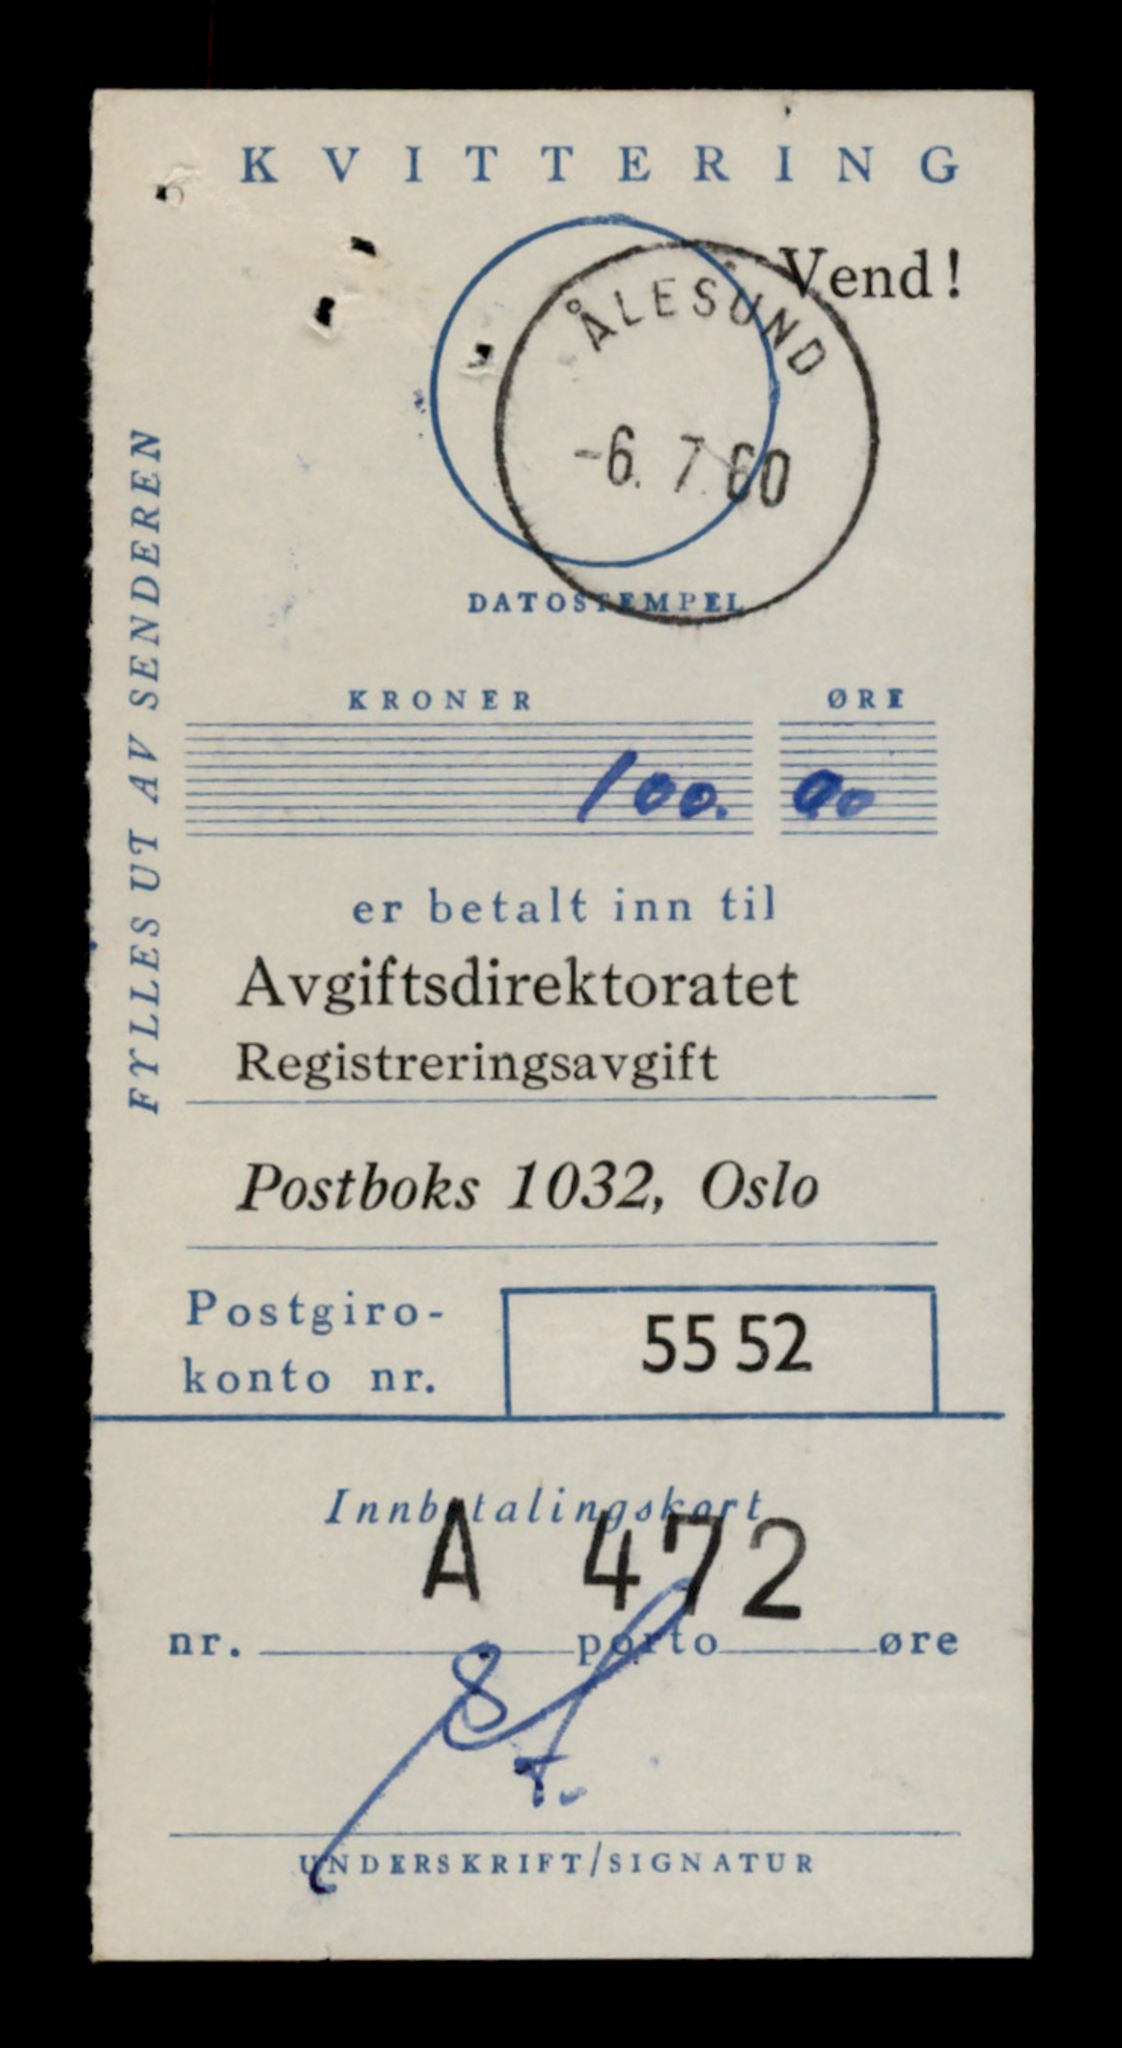 KVITTERING
Vend!
ÅLESUND
-6. 7. 60
DATOSTEMPEL
FYLLES UT AV SENDEREN
KRONER ØRE
100. 00
er betalt inn til
Avgiftsdirektoratet
Registreringsavgift
Postboks 1032, Oslo
Postgiro-
konto nr.
55 52
Innbetalingskort
A 472
nr. porto øre
UNDERSKRIFT/SIGNATUR